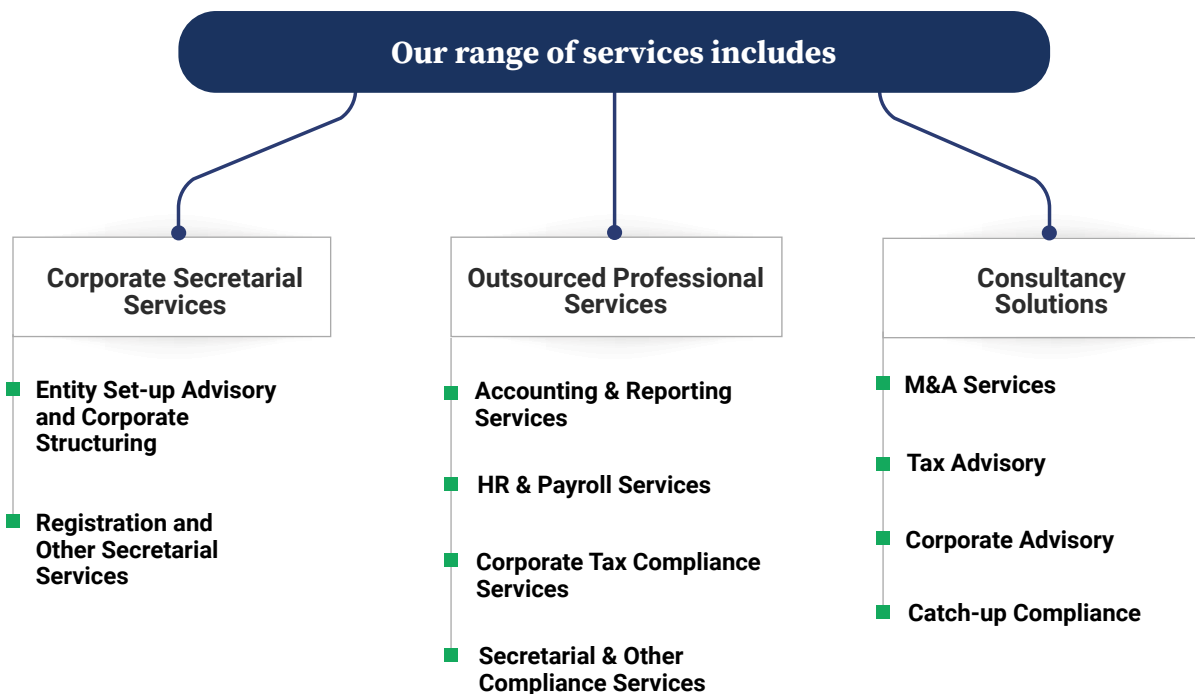 Our range of services includes
Corporate Secretarial
Services
Entity Set-up Advisory
and Corporate
Structuring
Registration and
Other Secretarial
Services
Outsourced Professional
Services
Accounting & Reporting
Services
HR & Payroll Services
Corporate Tax Compliance
Services
Secretarial & Other
Compliance Services
Consultancy
Solutions
M&A Services
Tax Advisory
Corporate Advisory
Catch-up Compliance